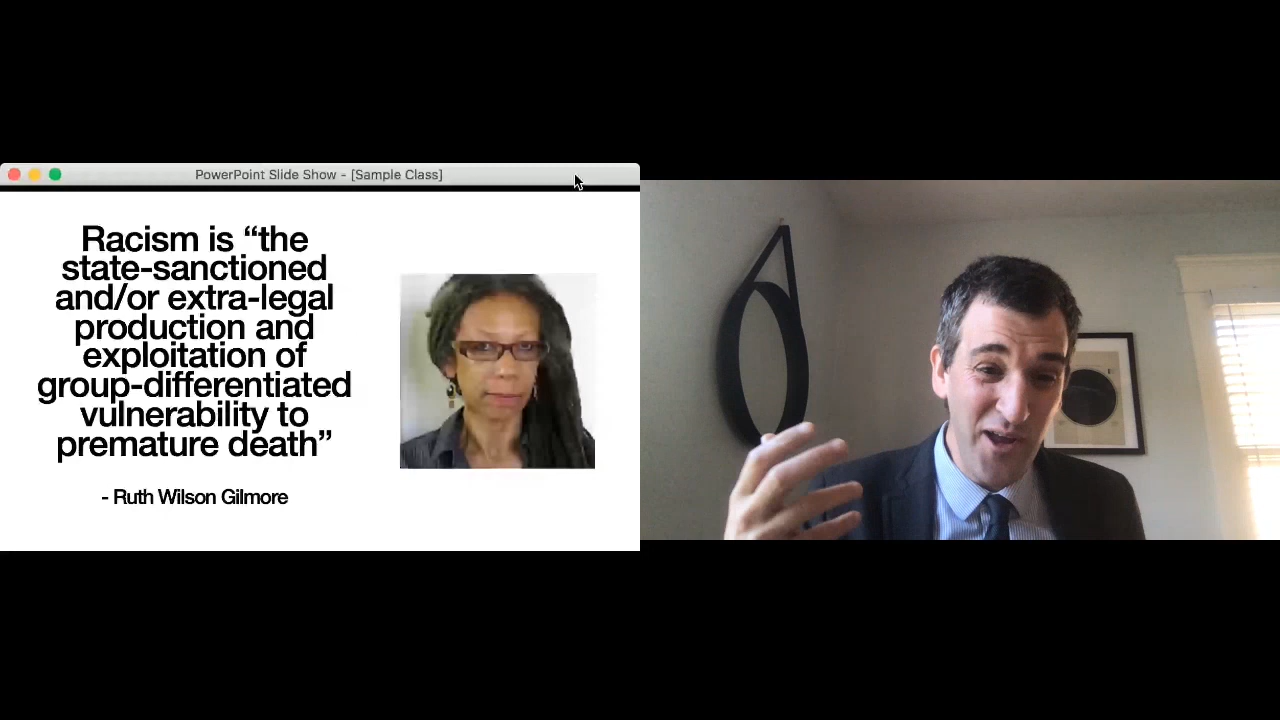 PowerPoint Slide Show - [Sample Class]
Racism is “the
state-sanctioned
and/or extra-legal
production and
exploitation of
group-differentiated
vulnerability to
premature death”
- Ruth Wilson Gilmore